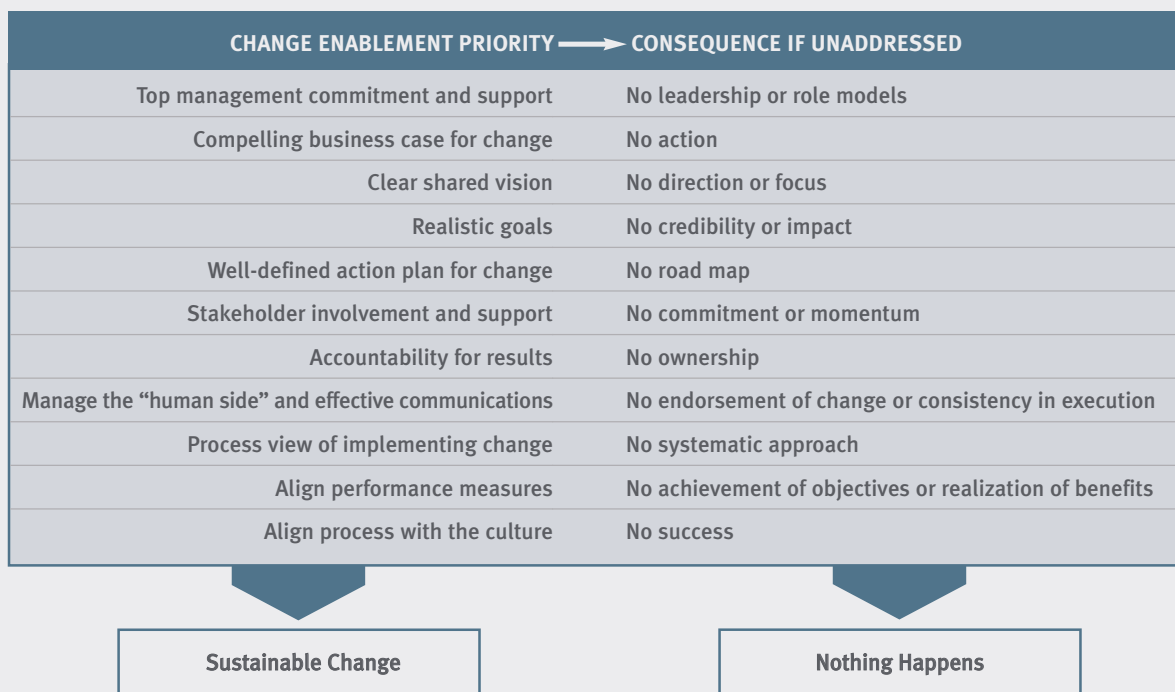 CHANGE ENABLEMENT PRIORITY CONSEQUENCE IF UNADDRESSED
Top management commitment and support No leadership or role models
Compelling business case for change No action
Clear shared vision No direction or focus
Realistic goals No credibility or impact
Well-defined action plan for change No road map
Stakeholder involvement and support No commitment or momentum
Accountability for results No ownership
Manage the “human side” and effective communications No endorsement of change or consistency in execution
Process view of implementing change No systematic approach
Align performance measures No achievement of objectives or realization of benefits
Align process with the culture No success
Sustainable Change Nothing Happens